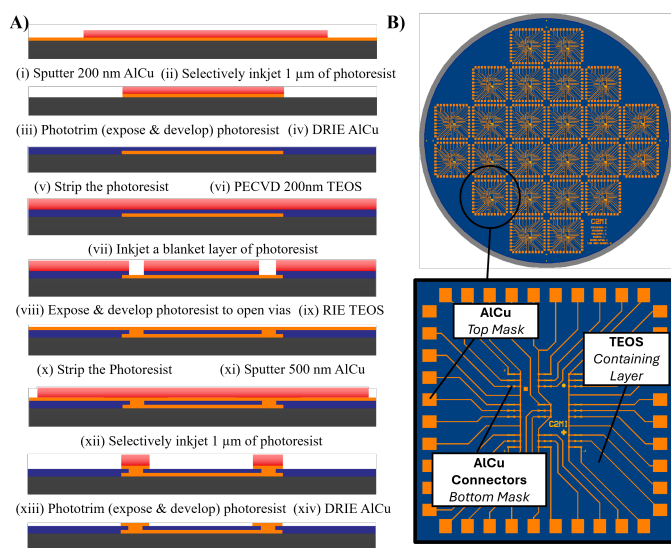 A)
(i) Sputter 200 nm AlCu (ii) Selectively inkjet 1 µm of photoresist
(iii) Phototrim (expose & develop) photoresist (iv) DRIE AlCu
(v) Strip the photoresist (vi) PECVD 200nm TEOS
(vii) Inkjet a blanket layer of photoresist
(viii) Expose & develop photoresist to open vias (ix) RIE TEOS
(x) Strip the Photoresist (xi) Sputter 500 nm AlCu
(xii) Selectively inkjet 1 µm of photoresist
(xiii) Phototrim (expose & develop) photoresist (xiv) DRIE AlCu
B)
C2MI
AlCu
Top Mask
TEOS
Containing
Layer
C2MI
AlCu
Connectors
Bottom Mask